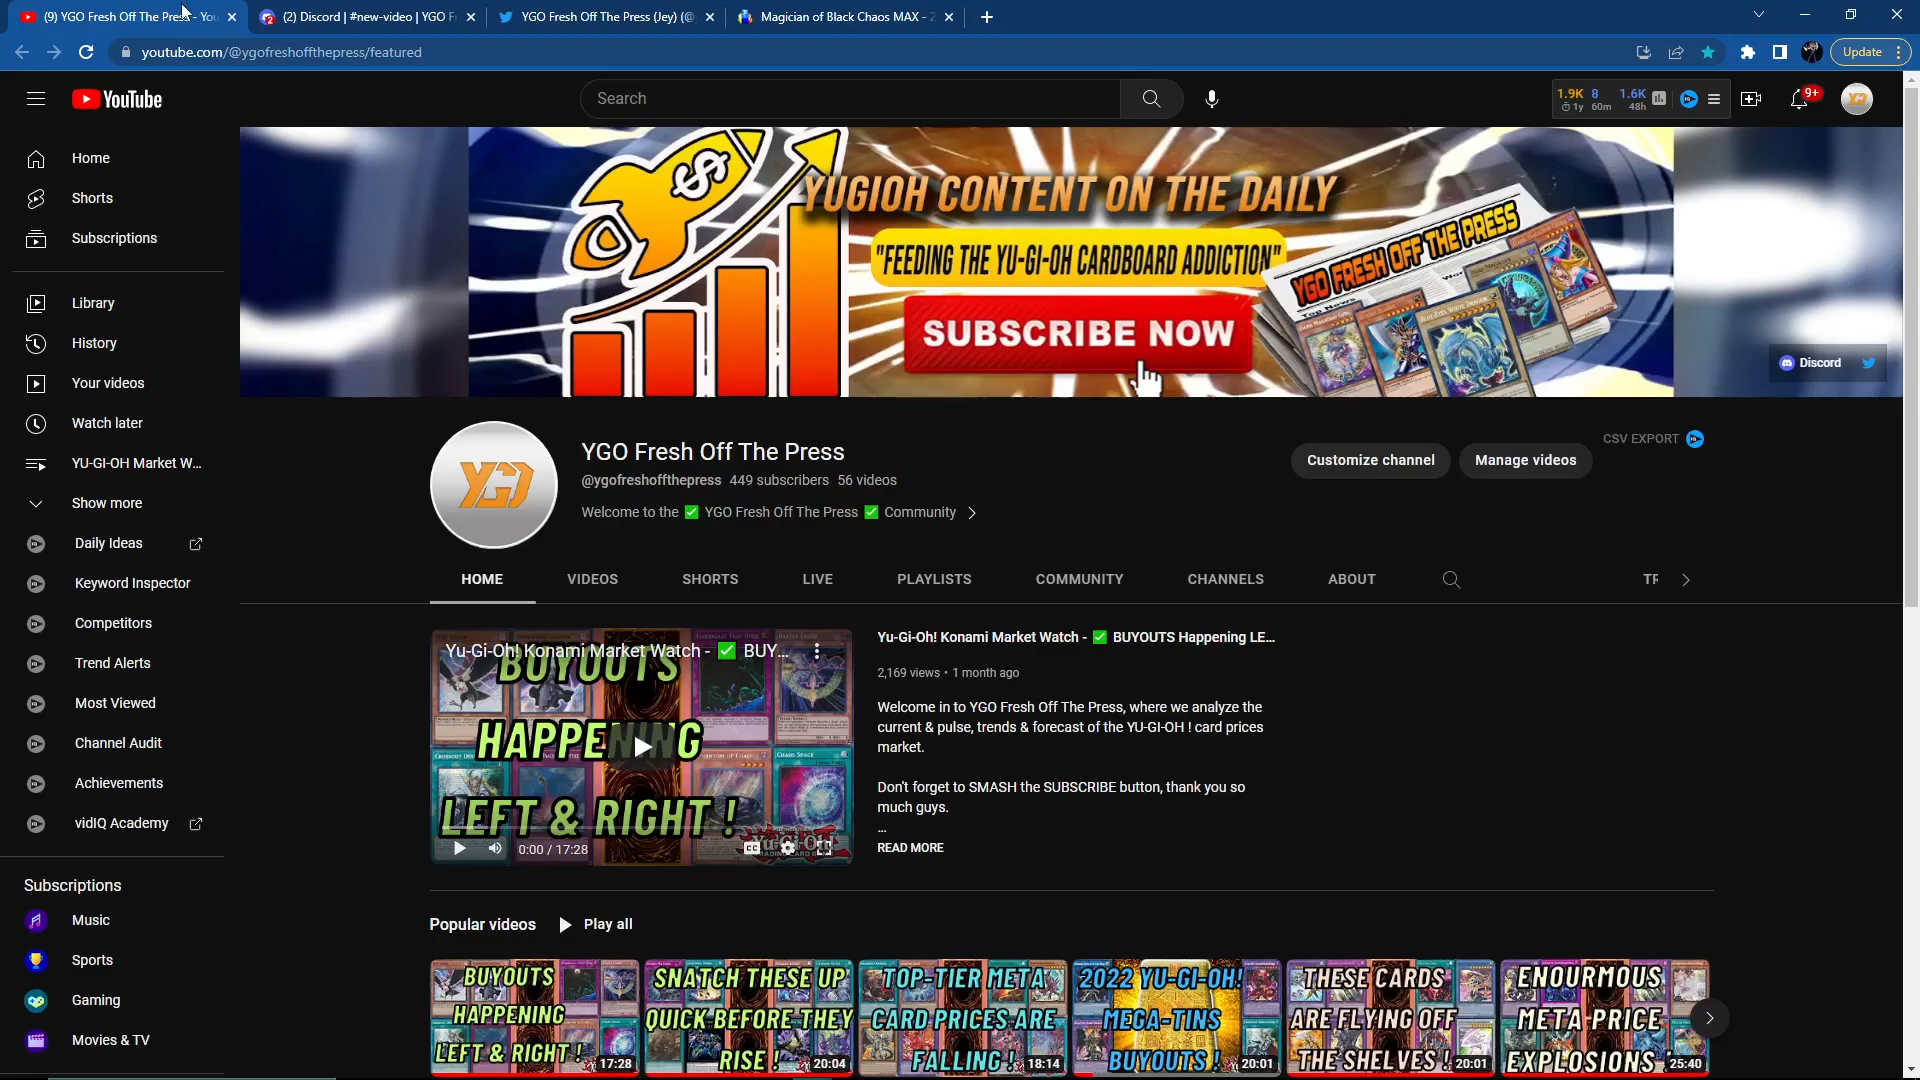 (9) YGO Fresh Off The Press - You
(2) Discord | #new-video | YGO F
YGO Fresh Off The Press (Jey) (@
Magician of Black Chaos MAX - 2
youtube.com/@ygofreshoffthepress/featured
Update
YouTube
Search
1.9K 8 1.6K
1y 60m 48h
9+
Home
Shorts
Subscriptions
Library
History
Your videos
Watch later
YU-GI-OH Market W...
Show more
Daily Ideas
Keyword Inspector
Competitors
Trend Alerts
Most Viewed
Channel Audit
Achievements
vidIQ Academy
Subscriptions
Music
Sports
Gaming
Movies & TV
YUGIOH CONTENT ON THE DAILY
"FEEDING THE YU-GI-OH CARDBOARD ADDICTION"
SUBSCRIBE NOW
YGO FRESH OFF THE PRESS
Discord
YGO
YGO Fresh Off The Press
@ygofreshoffthepress 449 subscribers 56 videos
Welcome to the ✅ YGO Fresh Off The Press ✅ Community
CSV EXPORT
Customize channel
Manage videos
HOME VIDEOS SHORTS LIVE PLAYLISTS COMMUNITY CHANNELS ABOUT TR
Yu-Gi-Oh! Konami Market Watch - ✅ BUY...
BUYOUTS
HAPPENING
LEFT & RIGHT !
0:00 / 17:28
Yu-Gi-Oh! Konami Market Watch - ✅ BUYOUTS Happening LE...
2,169 views • 1 month ago
Welcome in to YGO Fresh Off The Press, where we analyze the
current & pulse, trends & forecast of the YU-GI-OH ! card prices
market.
Don't forget to SMASH the SUBSCRIBE button, thank you so
much guys.
...
READ MORE
Popular videos
Play all
BUYOUTS
HAPPENING
LEFT & RIGHT !
17:28
SNATCH THESE UP
QUICK BEFORE THEY
RISE !
20:04
TOP-TIER META
CARD PRICES ARE
FALLING !
18:14
2022 YU-GI-OH!
MEGA-TINS
BUYOUTS !
20:01
THESE CARDS
ARE FLYING OFF
THE SHELVES !
20:01
ENOURMOUS
META PRICE
EXPLOSIONS
25:40